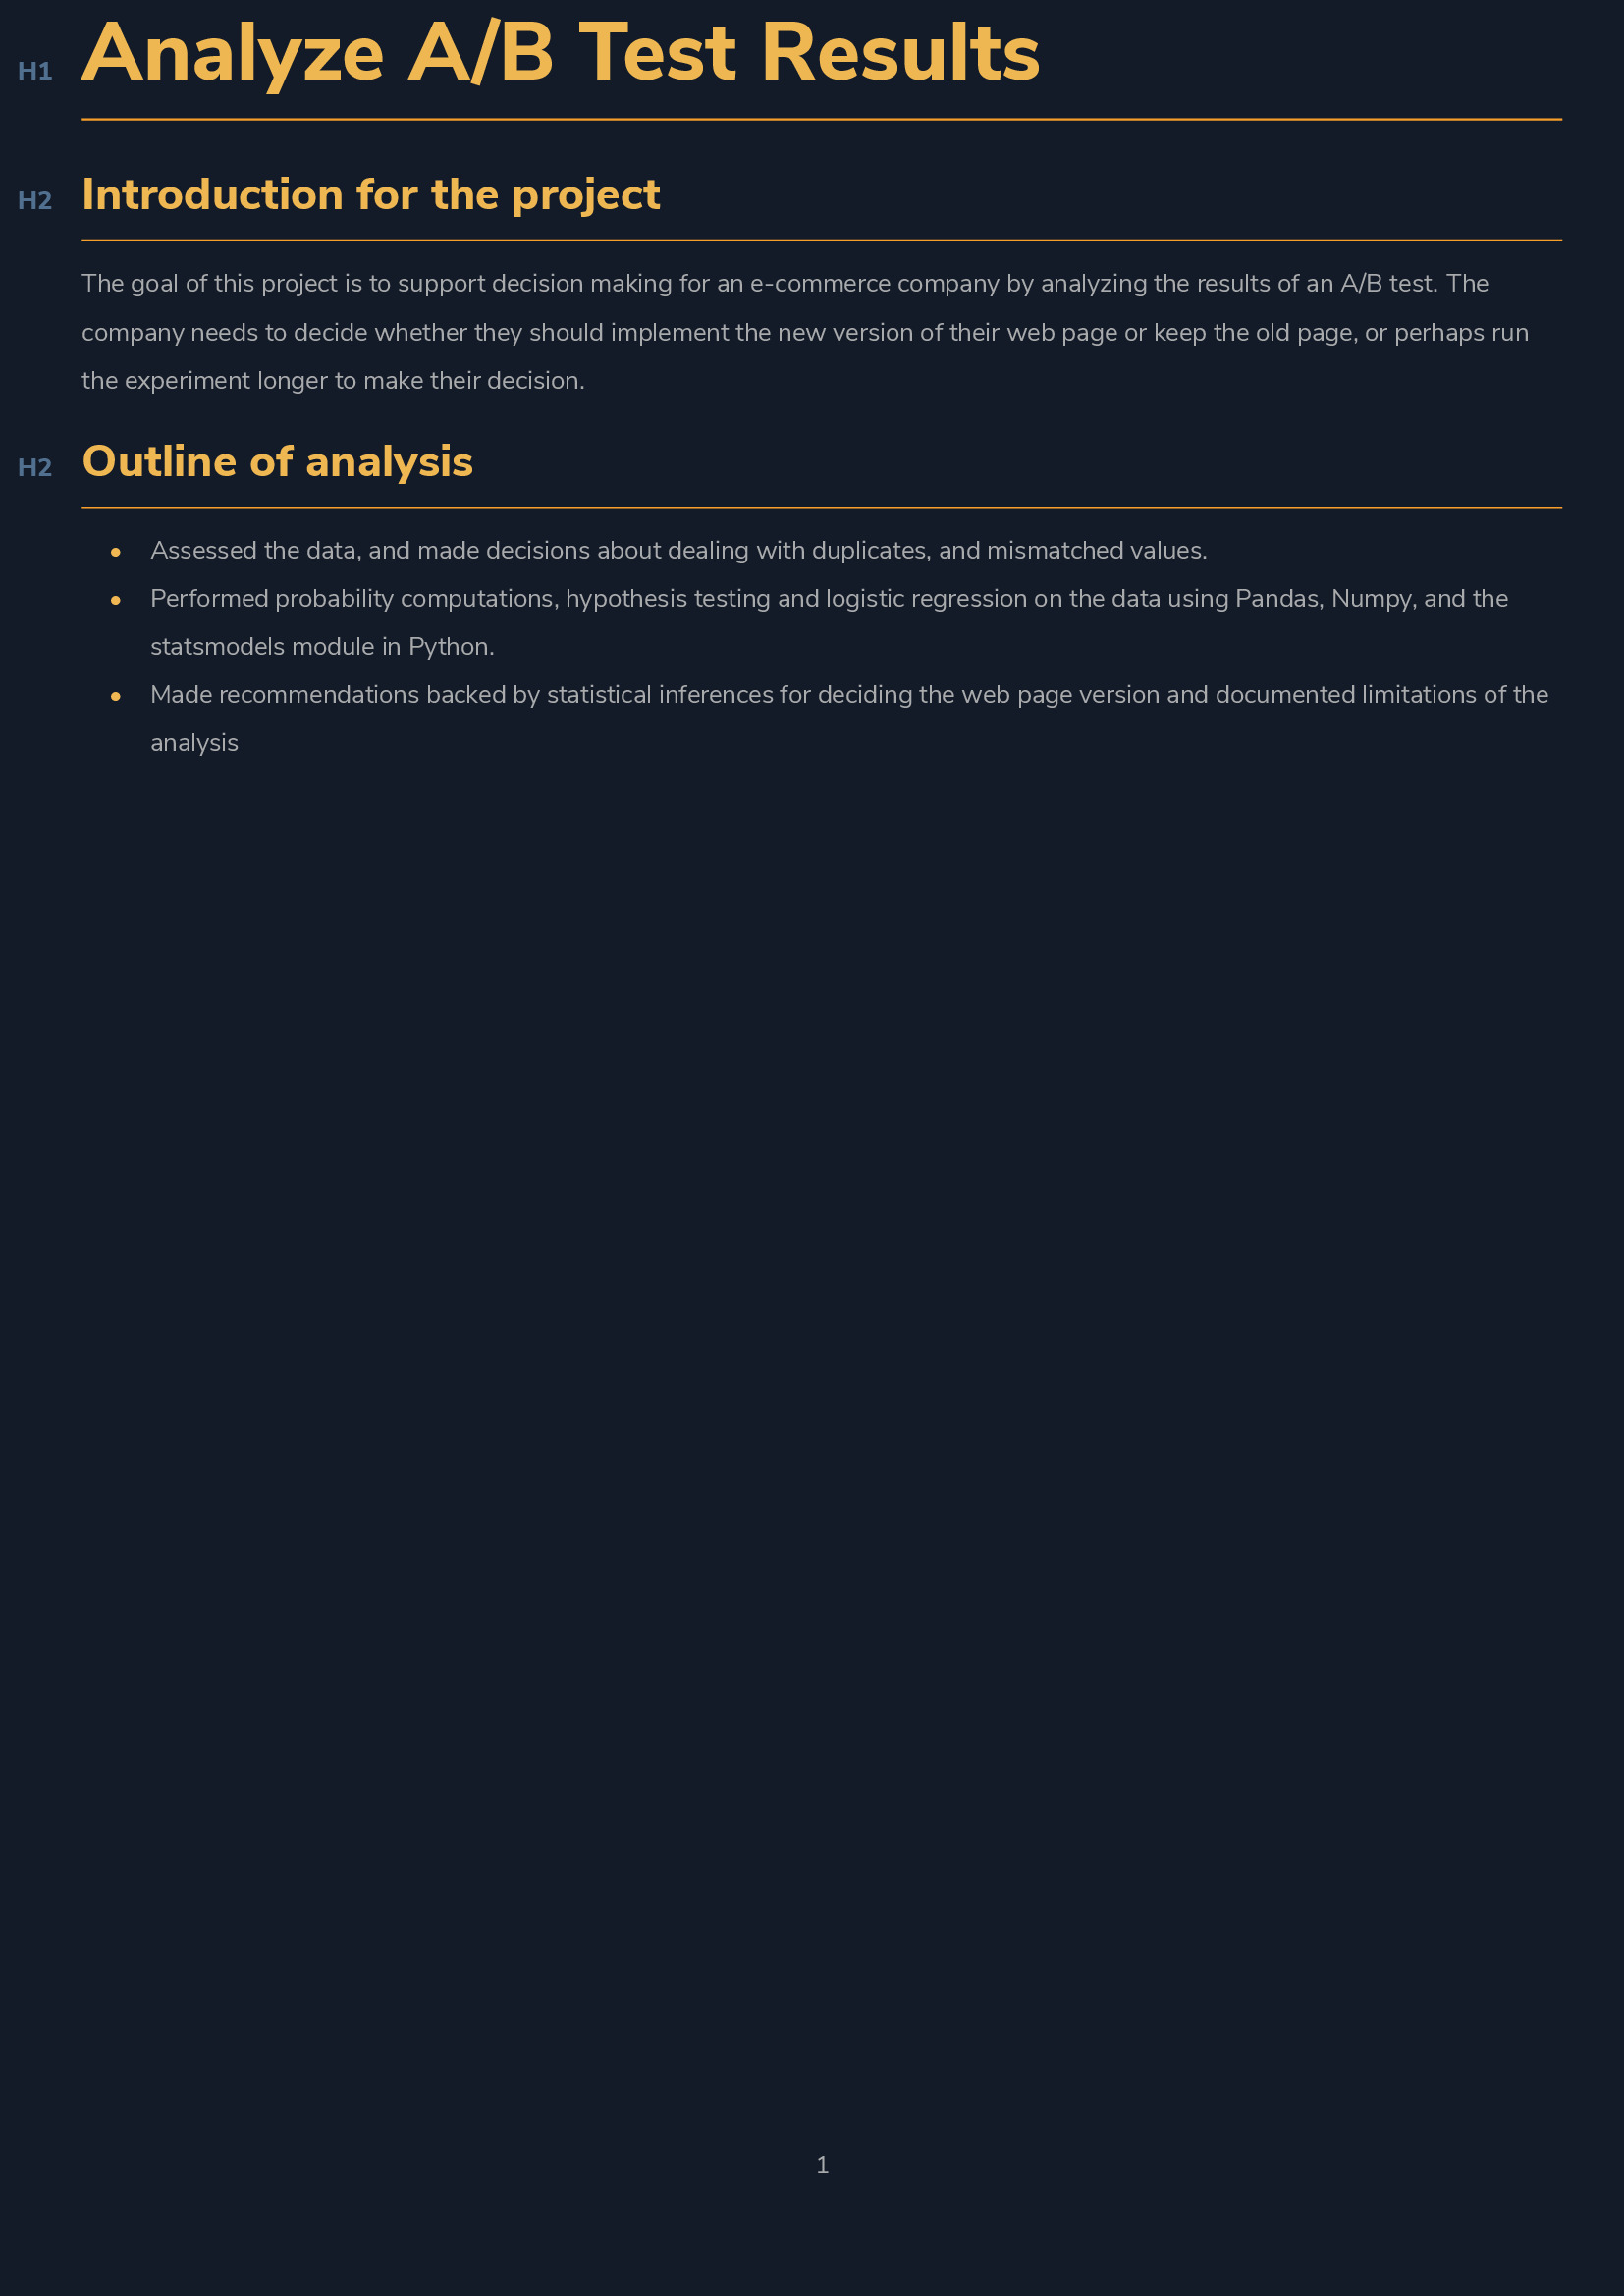 H1 Analyze A/B Test Results
H2 Introduction for the project
The goal of this project is to support decision making for an e-commerce company by analyzing the results of an A/B test. The
company needs to decide whether they should implement the new version of their web page or keep the old page, or perhaps run
the experiment longer to make their decision.
H2 Outline of analysis
• Assessed the data, and made decisions about dealing with duplicates, and mismatched values.
• Performed probability computations, hypothesis testing and logistic regression on the data using Pandas, Numpy, and the
statsmodels module in Python.
• Made recommendations backed by statistical inferences for deciding the web page version and documented limitations of the
analysis
1